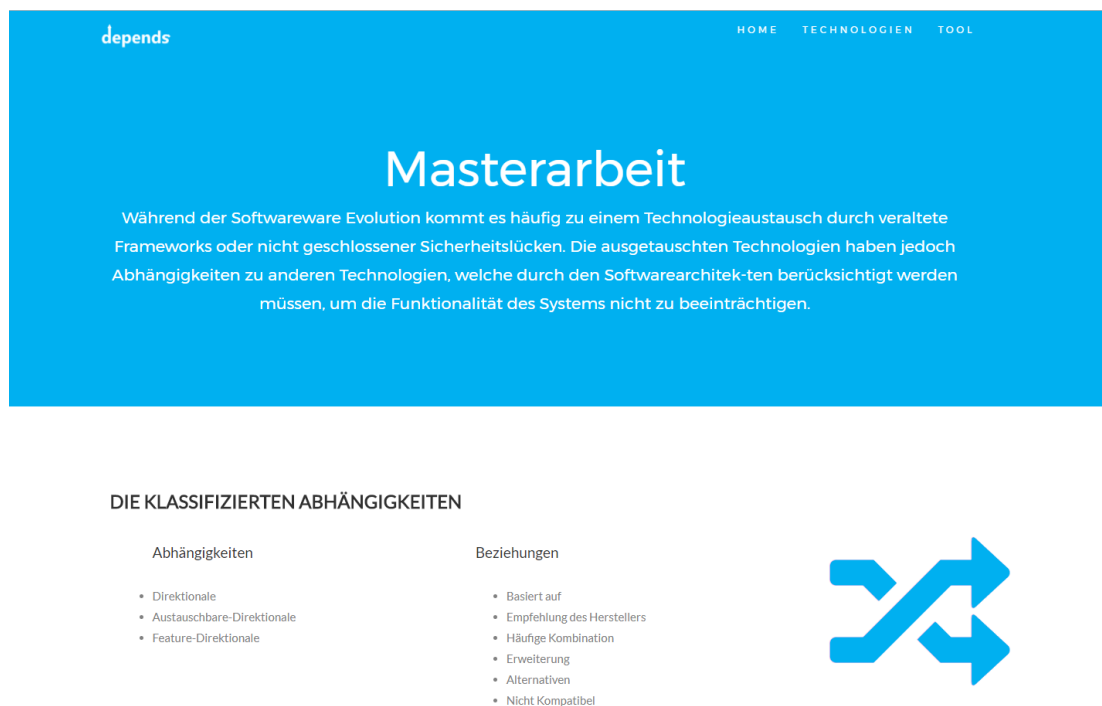 depends
HOME TECHNOLOGIEN TOOL
Masterarbeit
Während der Softwareware Evolution kommt es häufig zu einem Technologieaustausch durch veraltete
Frameworks oder nicht geschlossener Sicherheitslücken. Die ausgetauschten Technologien haben jedoch
Abhängigkeiten zu anderen Technologien, welche durch den Softwarearchitek-ten berücksichtigt werden
müssen, um die Funktionalität des Systems nicht zu beeinträchtigen.
DIE KLASSIFIZIERTEN ABHÄNGIGKEITEN
Abhängigkeiten
• Direktionale
• Austauschbare-Direktionale
• Feature-Direktionale
Beziehungen
• Basiert auf
• Empfehlung des Herstellers
• Häufige Kombination
• Erweiterung
• Alternativen
• Nicht Kompatibel